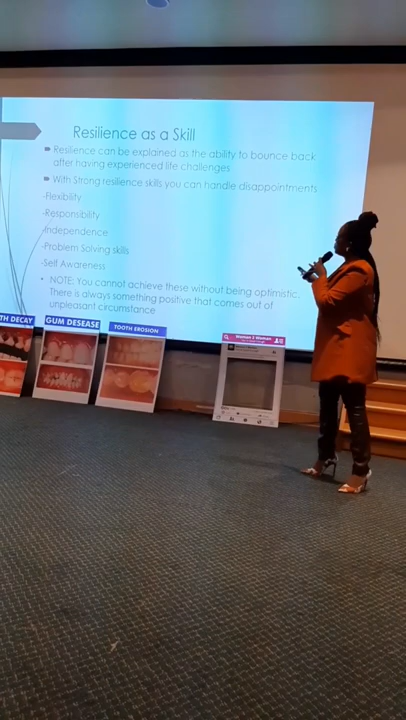 Resilience as a Skill
Resilience can be explained as the ability to bounce back
after having experienced life challenges
With Strong resilience skills you can handle disappointments
-Flexibility
-Responsibility
-Independence
-Problem Solving skills
-Self Awareness
NOTE: You cannot achieve these without being optimistic.
There is always something positive that comes out of
unpleasant circumstance
TH DECAY
GUM DESEASE
TOOTH EROSION
Woman 2 Woman